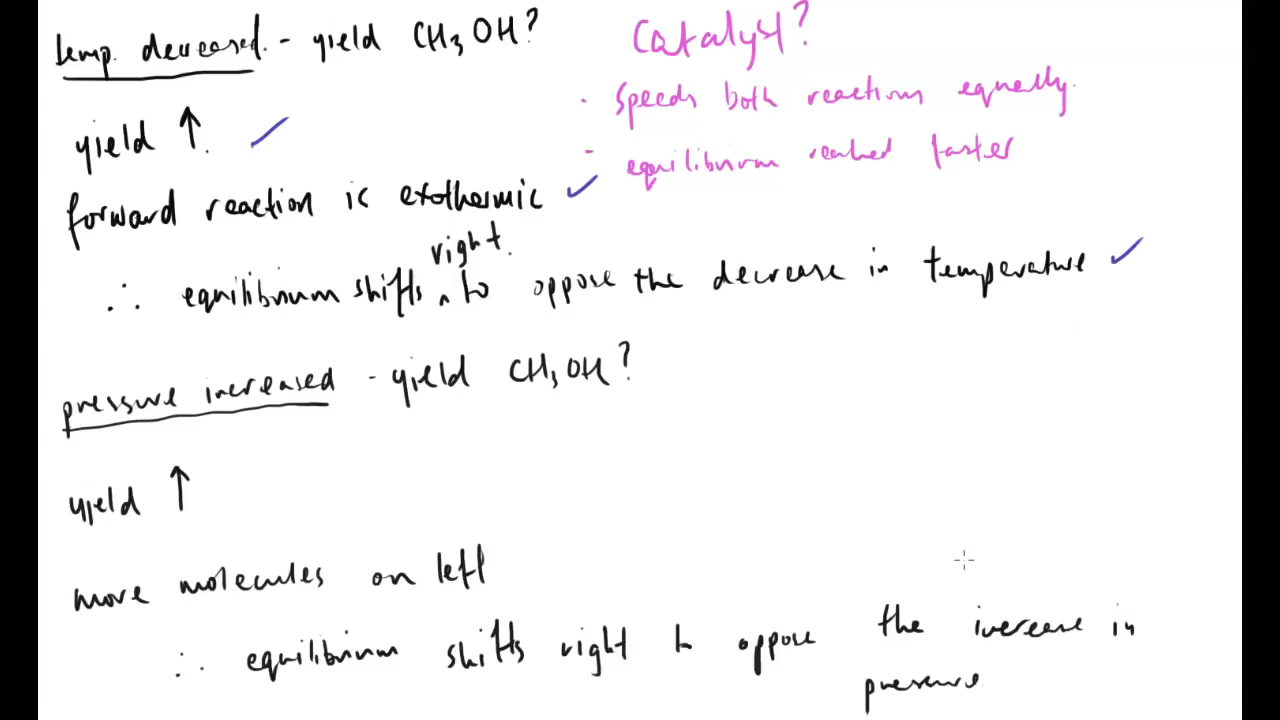 temp. decreased. - yield CH3OH?
yield ↑
forward reaction is exothermic
∴ equilibrium shifts right to oppose the decrease in temperature
Catalyst?
· speeds both reactions equally.
- equilibrium reached faster
pressure increased - yield CH3OH?
yield ↑
more molecules on left
∴ equilibrium shifts right to oppose the increase in
pressure